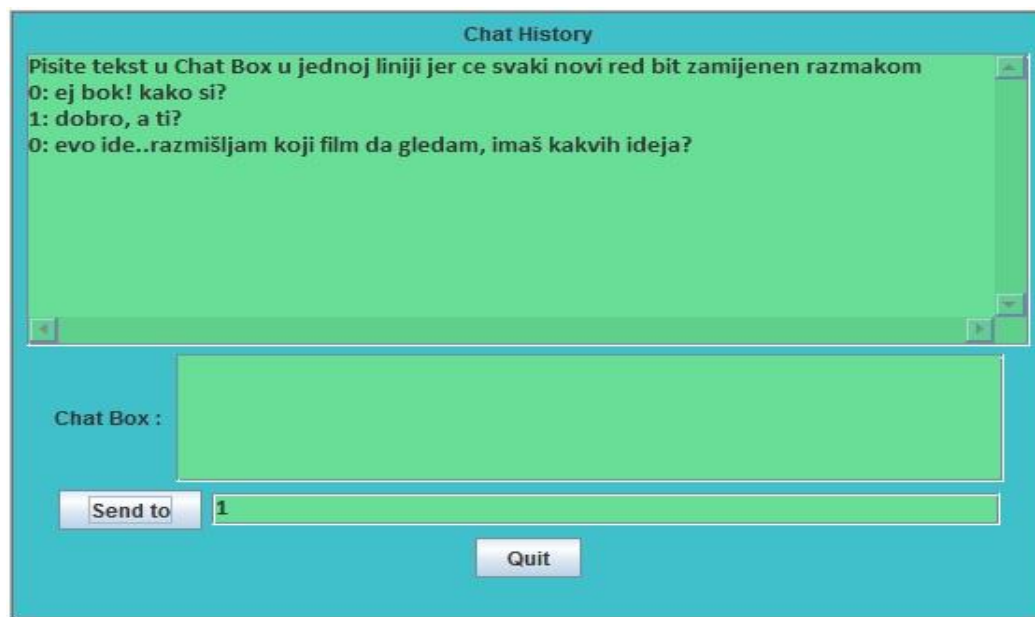 Chat History
Pisite tekst u Chat Box u jednoj liniji jer ce svaki novi red bit zamijenen razmakom
0: ej bok! kako si?
1: dobro, a ti?
0: evo ide..razmišljam koji film da gledam, imaš kakvih ideja?
Chat Box :
Send to 1
Quit